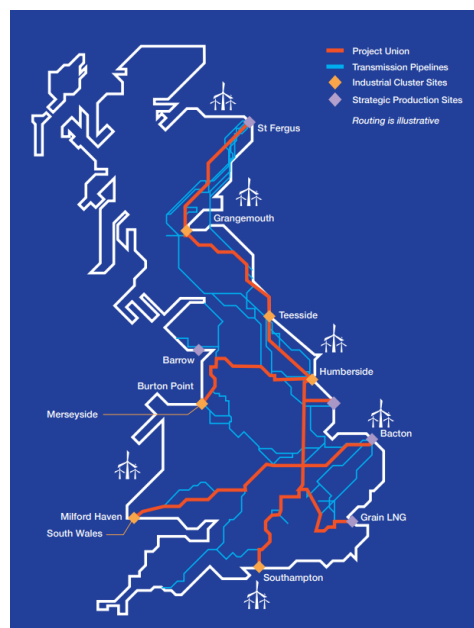 Project Union
Transmission Pipelines
Industrial Cluster Sites
Strategic Production Sites
Routing is illustrative
St Fergus
Grangemouth
Teesside
Barrow
Humberside
Burton Point
Merseyside
Bacton
Milford Haven
South Wales
Grain LNG
Southampton